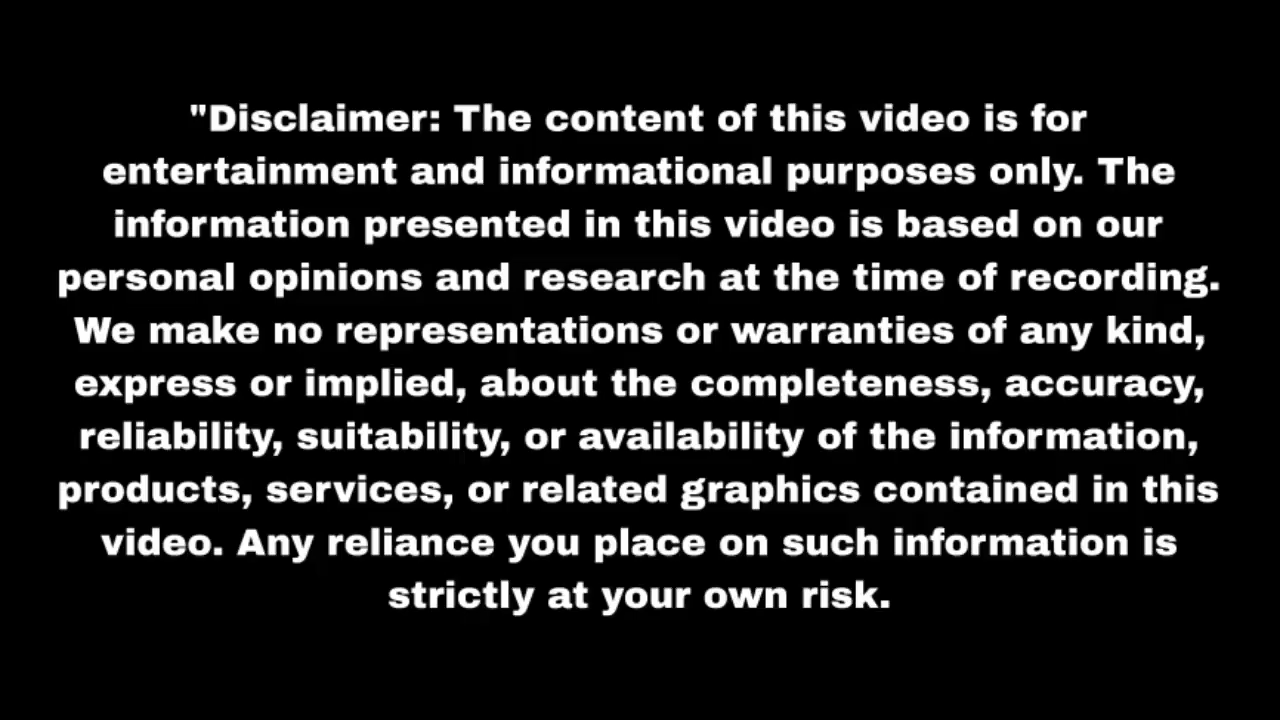 "Disclaimer: The content of this video is for
entertainment and informational purposes only. The
information presented in this video is based on our
personal opinions and research at the time of recording.
We make no representations or warranties of any kind,
express or implied, about the completeness, accuracy,
reliability, suitability, or availability of the information,
products, services, or related graphics contained in this
video. Any reliance you place on such information is
strictly at your own risk.